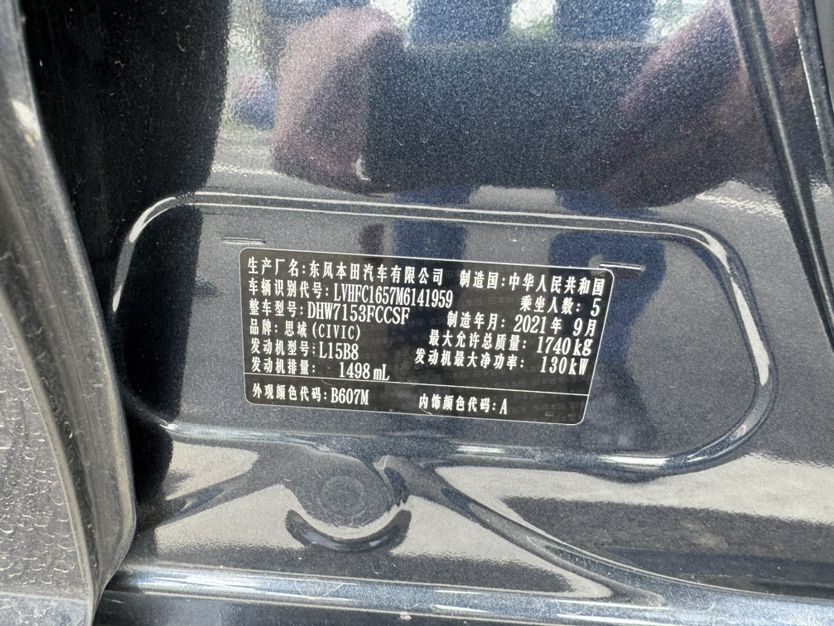 生产厂名:东风本田汽车有限公司 制造国:中华人民共和国
车辆识别代号:LVHFC1657M6141959 乘坐人数: 5
整车型号:DHW7153FCCSF 制造年月: 2021年 9月
品牌: 思域(CIVIC) 最大允许总质量: 1740kg
发动机型号:L15B8 发动机最大净功率: 130kW
发动机排量: 1498mL
外观颜色代码:B607M 内饰颜色代码:A